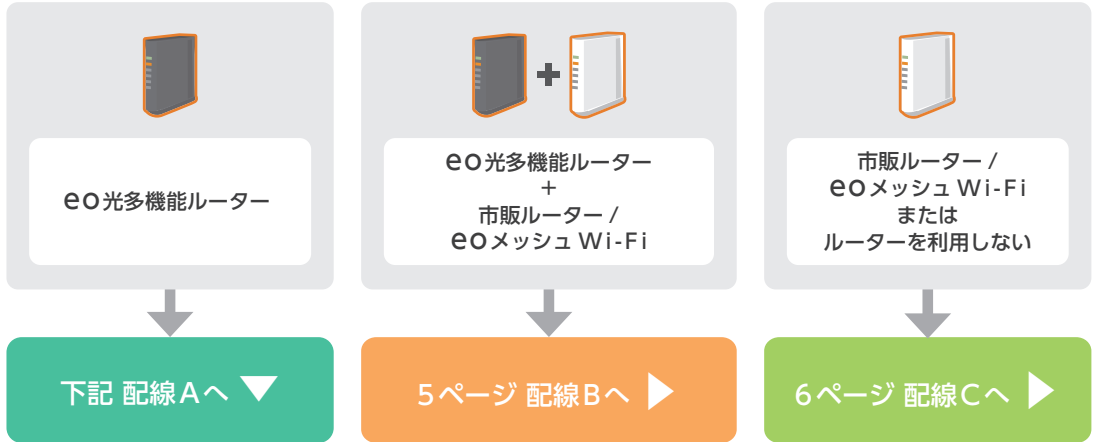 eo光多機能ルーター
下記 配線Aへ ▼
eo光多機能ルーター
+
市販ルーター /
eoメッシュ Wi-Fi
5ページ 配線Bへ ▶
市販ルーター /
eoメッシュ Wi-Fi
または
ルーターを利用しない
6ページ 配線Cへ ▶